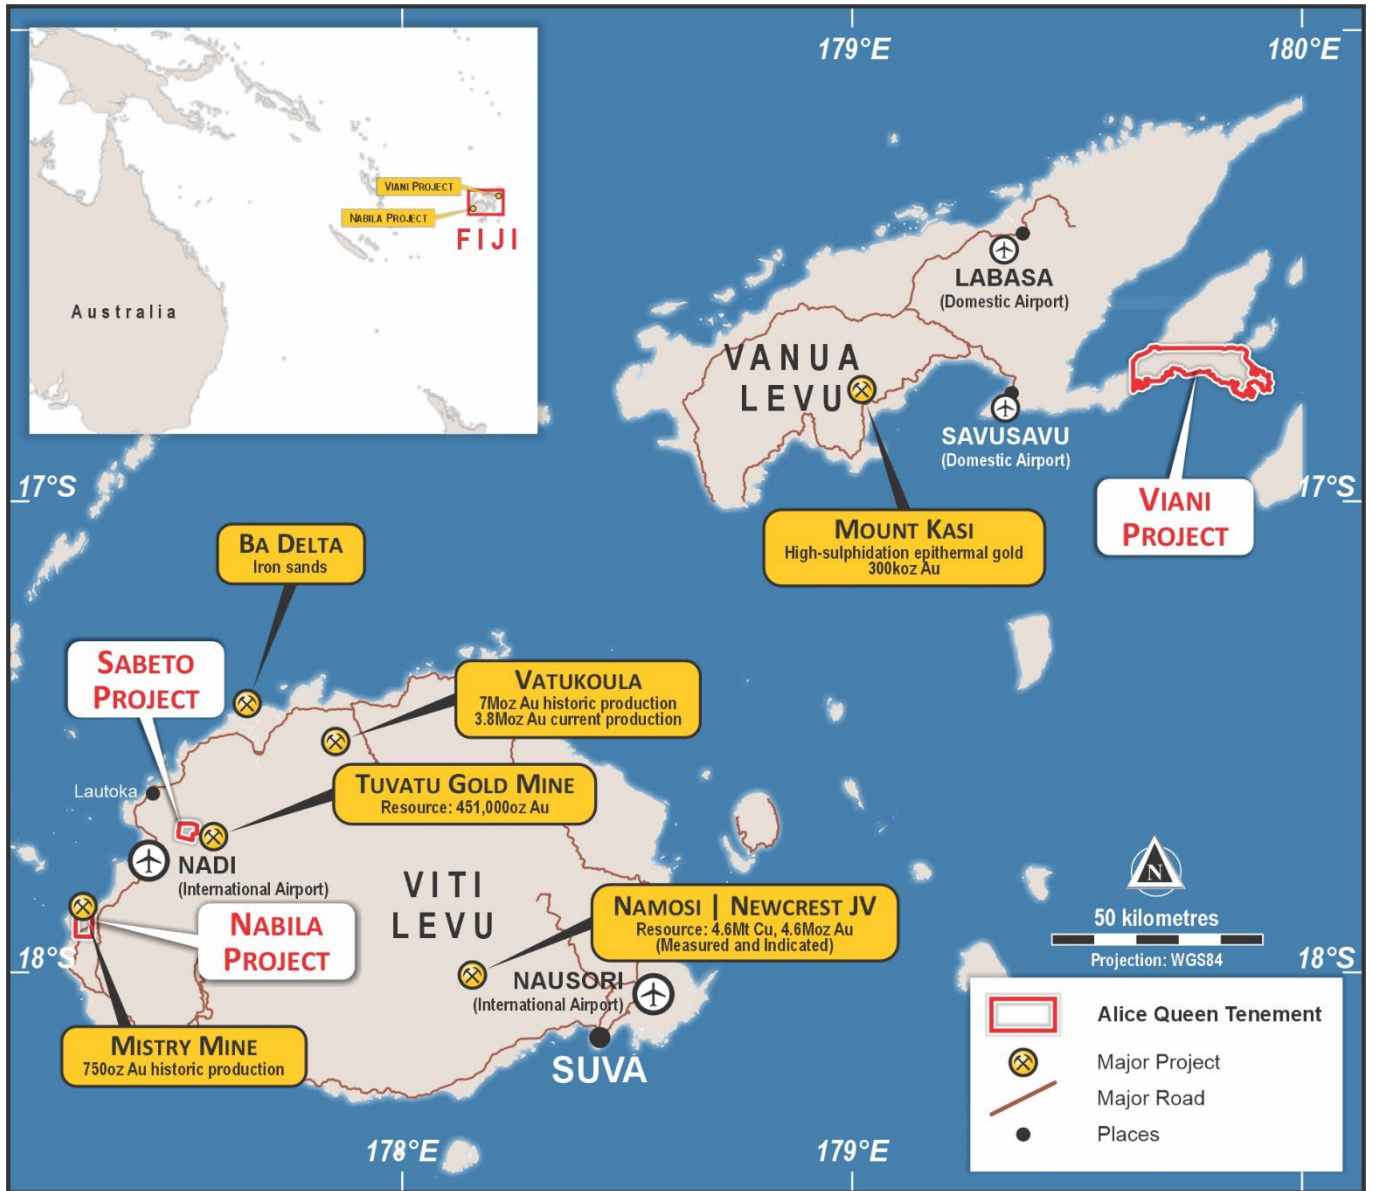 179°E
180°E
VIANI PROJECT
NABILA PROJECT
FIJI
Australia
LABASA
(Domestic Airport)
VANUA
LEVU
SAVUSAVU
(Domestic Airport)
17°S
17°S
VIANI
PROJECT
MOUNT KASI
High-sulphidation epithermal gold
300koz Au
BA DELTA
Iron sands
SABETO
PROJECT
VATUKOULA
7Moz Au historic production
3.8Moz Au current production
TUVATU GOLD MINE
Resource: 451,000oz Au
Lautoka
NADI
(International Airport)
VITI
LEVU
NAMOSI | NEWCREST JV
Resource: 4.6Mt Cu, 4.6Moz Au
(Measured and Indicated)
NABILA
PROJECT
18°S
NAUSORI
(International Airport)
MISTRY MINE
750oz Au historic production
SUVA
N
50 kilometres
Projection: WGS84
18°S
Alice Queen Tenement
Major Project
Major Road
Places
178°E
179°E